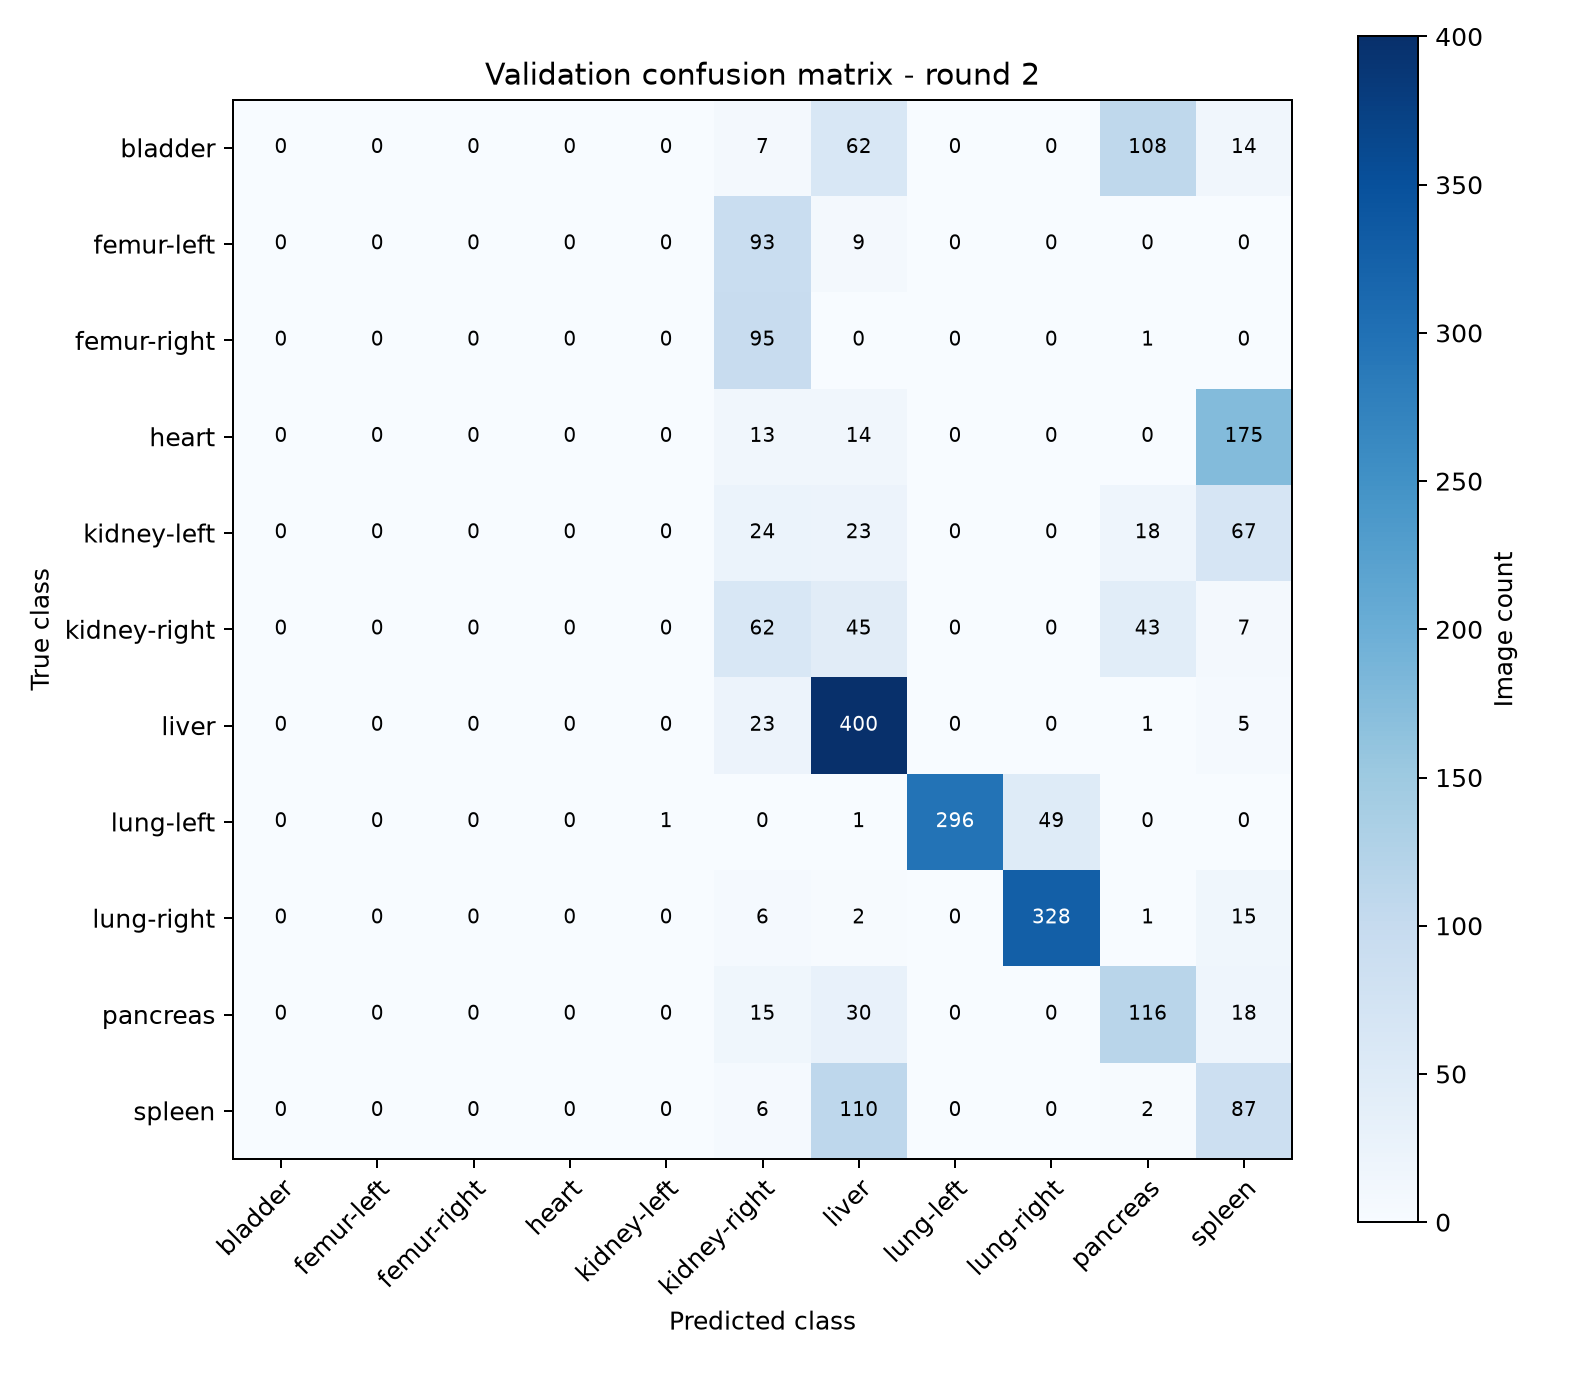 Validation confusion matrix - round 2
bladder 0 0 0 0 0 7 62 0 0 108 14
femur-left 0 0 0 0 0 93 9 0 0 0 0
femur-right 0 0 0 0 0 95 0 0 0 1 0
heart 0 0 0 0 0 13 14 0 0 0 175
kidney-left 0 0 0 0 0 24 23 0 0 18 67
kidney-right 0 0 0 0 0 62 45 0 0 43 7
liver 0 0 0 0 0 23 400 0 0 1 5
lung-left 0 0 0 0 1 0 1 296 49 0 0
lung-right 0 0 0 0 0 6 2 0 328 1 15
pancreas 0 0 0 0 0 15 30 0 0 116 18
spleen 0 0 0 0 0 6 110 0 0 2 87
True class
bladder femur-left femur-right heart kidney-left kidney-right liver lung-left lung-right pancreas spleen
Predicted class
400
350
300
250
200
150
100
50
0
Image count